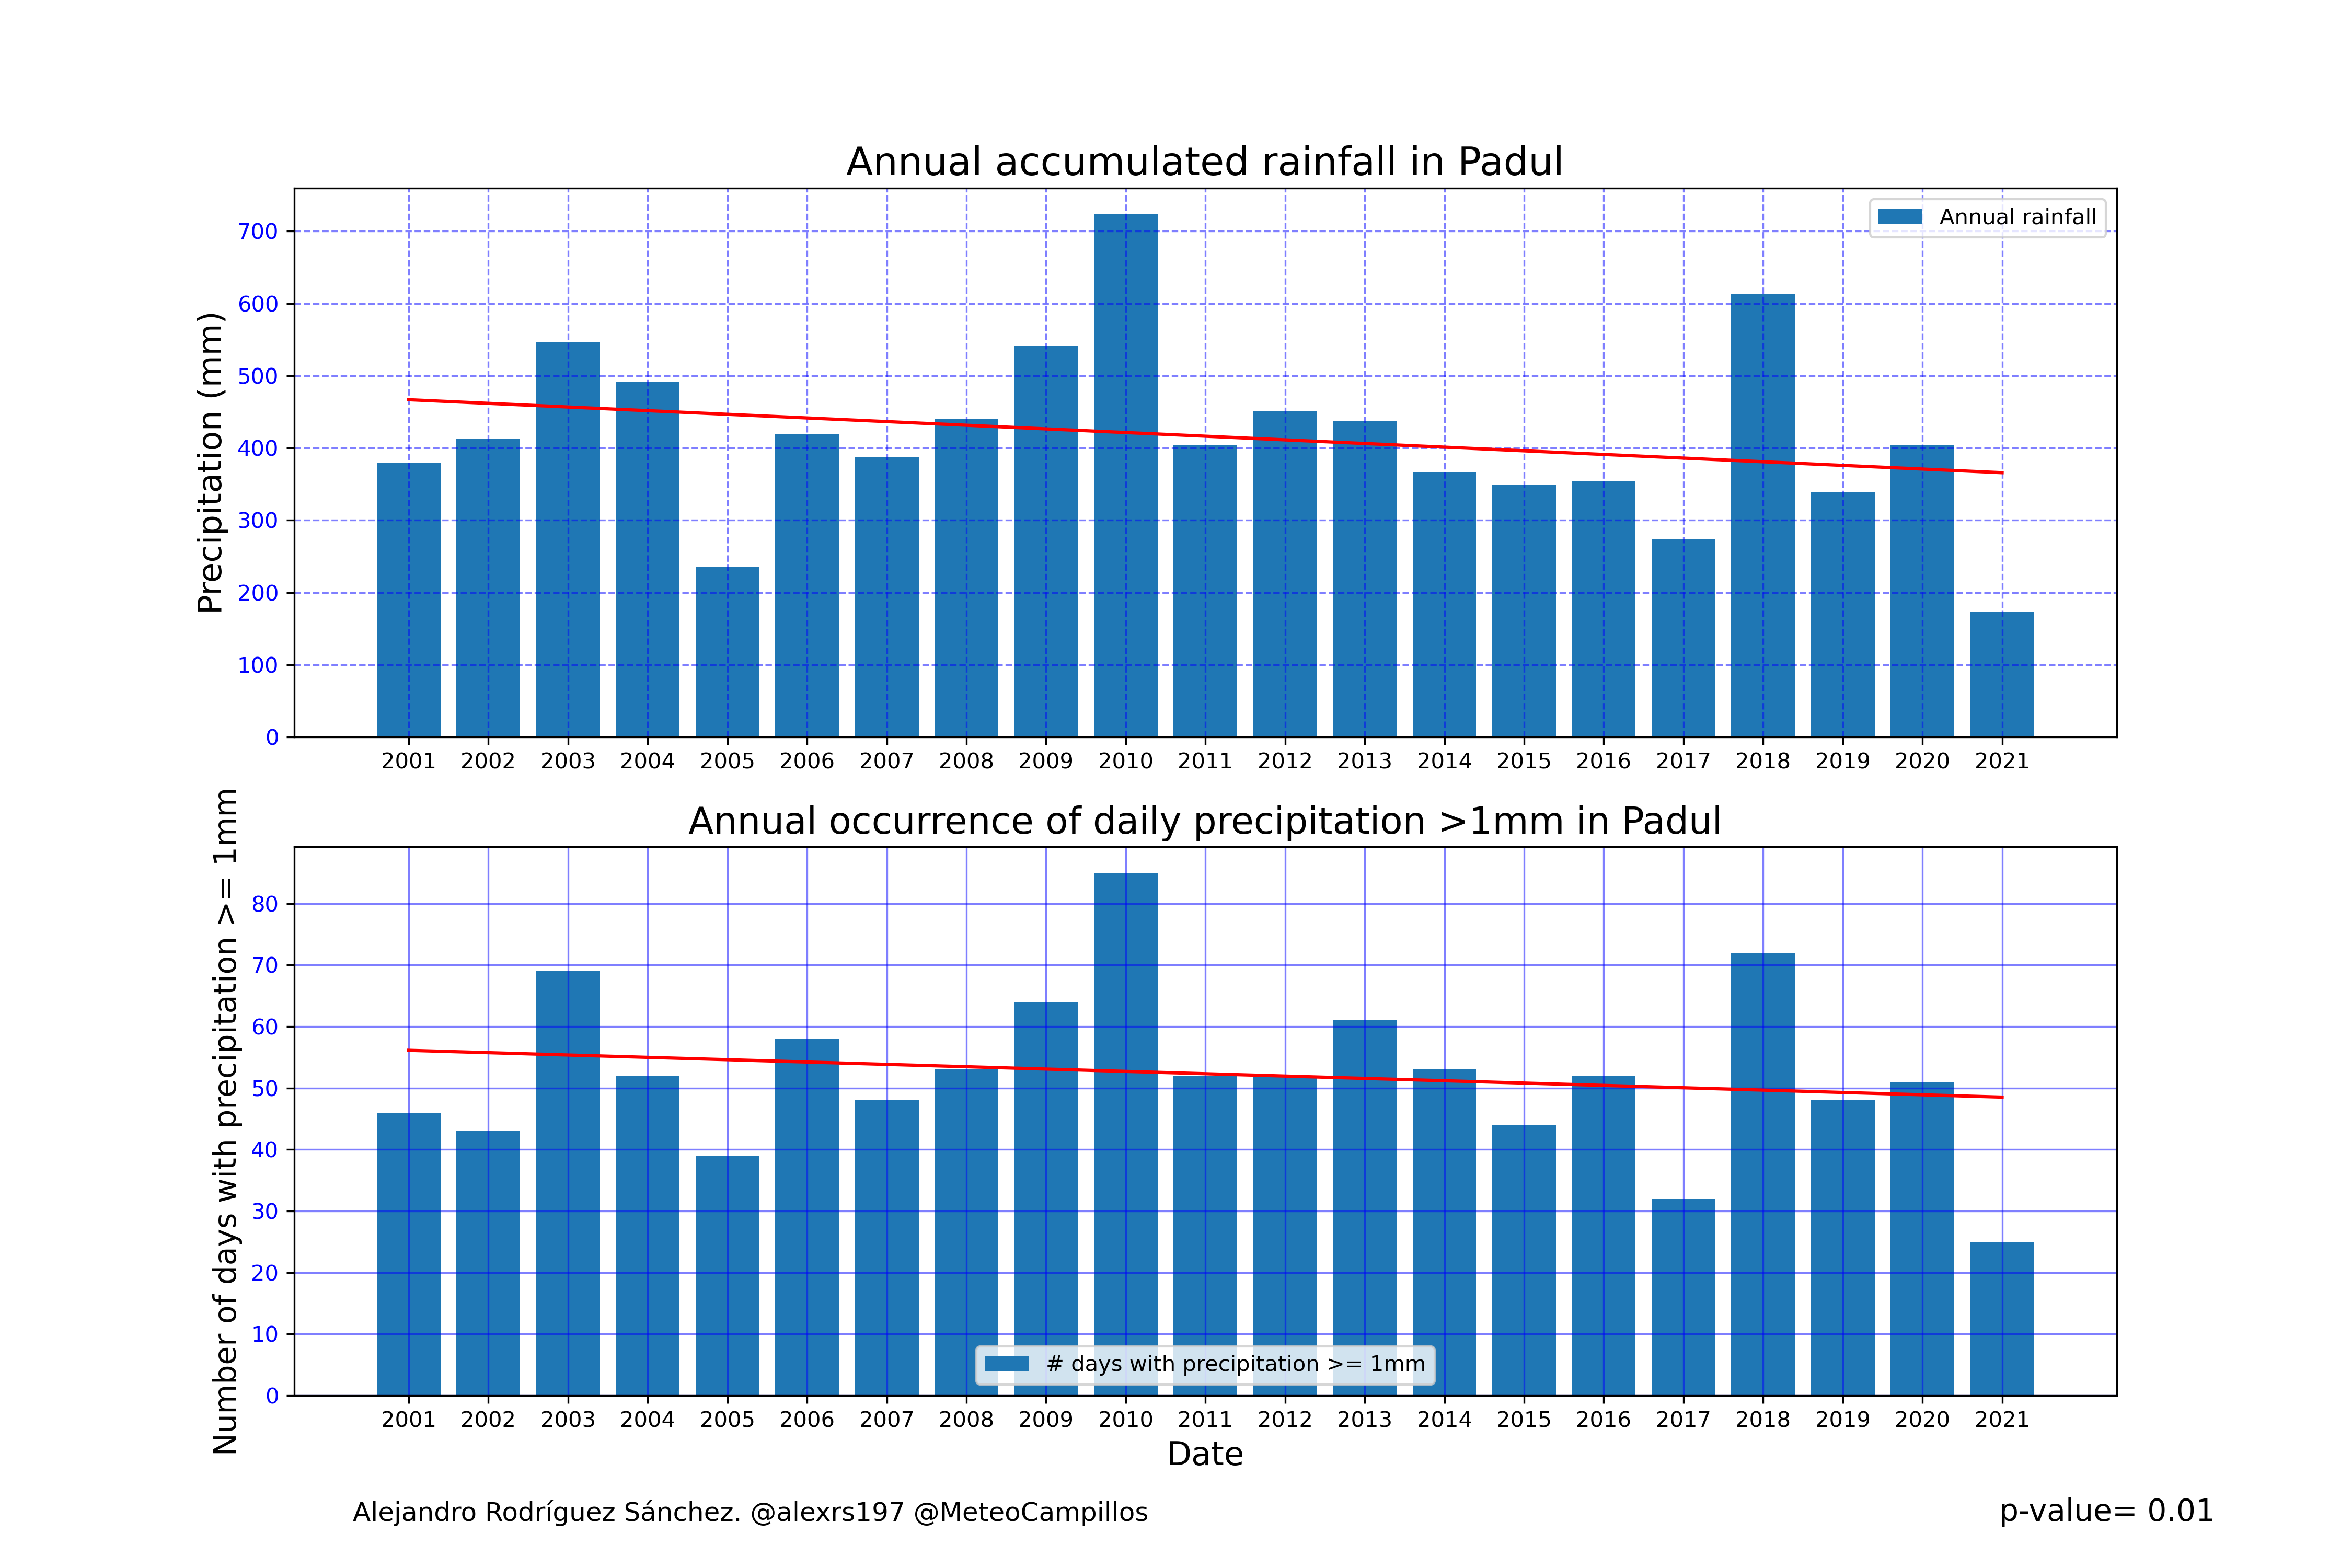 Annual accumulated rainfall in Padul
Precipitation (mm)
700
600
500
400
300
200
100
0
Annual rainfall
2001 2002 2003 2004 2005 2006 2007 2008 2009 2010 2011 2012 2013 2014 2015 2016 2017 2018 2019 2020 2021
Annual occurrence of daily precipitation >1mm in Padul
Number of days with precipitation >= 1mm
80
70
60
50
40
30
20
10
0
# days with precipitation >= 1mm
2001 2002 2003 2004 2005 2006 2007 2008 2009 2010 2011 2012 2013 2014 2015 2016 2017 2018 2019 2020 2021
Date
Alejandro Rodríguez Sánchez. @alexrs197 @MeteoCampillos
p-value= 0.01